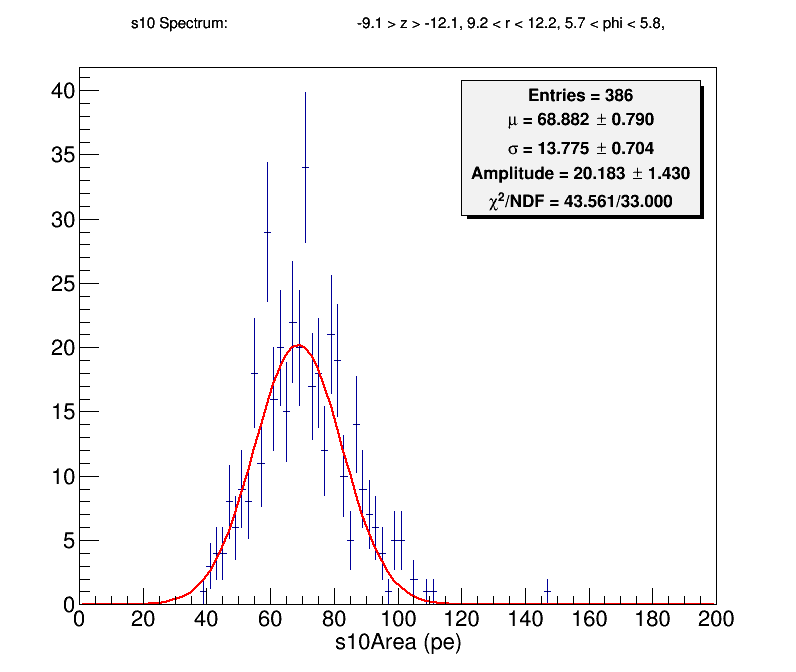 s10 Spectrum: -9.1 > z > -12.1, 9.2 < r < 12.2, 5.7 < phi < 5.8,
Entries = 386
μ = 68.882 ± 0.790
σ = 13.775 ± 0.704
Amplitude = 20.183 ± 1.430
χ²/NDF = 43.561/33.000
40
35
30
25
20
15
10
5
0
0 20 40 60 80 100 120 140 160 180 200
s10Area (pe)